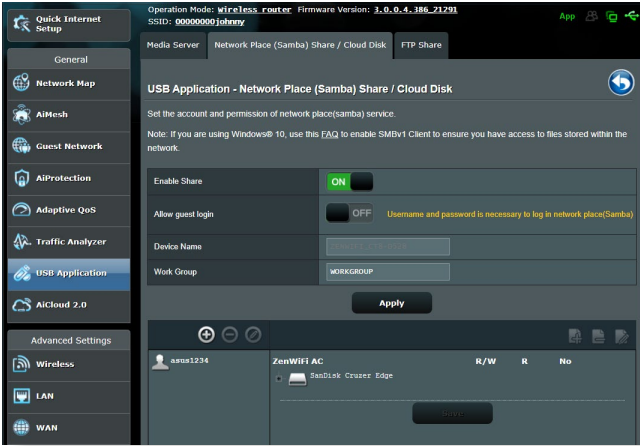 Quick Internet
Setup
Operation Mode: Wireless router Firmware Version: 3.0.0.4.386_21291
SSID: 00000000johnny
App
Media Server
Network Place (Samba) Share / Cloud Disk
FTP Share
General
Network Map
AiMesh
Guest Network
AiProtection
Adaptive QoS
Traffic Analyzer
USB Application
AiCloud 2.0
Advanced Settings
Wireless
LAN
WAN
USB Application - Network Place (Samba) Share / Cloud Disk
Set the account and permission of network place(samba) service.
Note: If you are using Windows® 10, use this FAQ to enable SMBv1 Client to ensure you have access to files stored within the
network.
Enable Share
ON
Allow guest login
OFF
Username and password is necessary to log in network place(Samba)
Device Name
Work Group
WORKGROUP
Apply
asus1234
ZenWiFi AC
R/W
R
No
SanDisk Cruzer Edge
Save